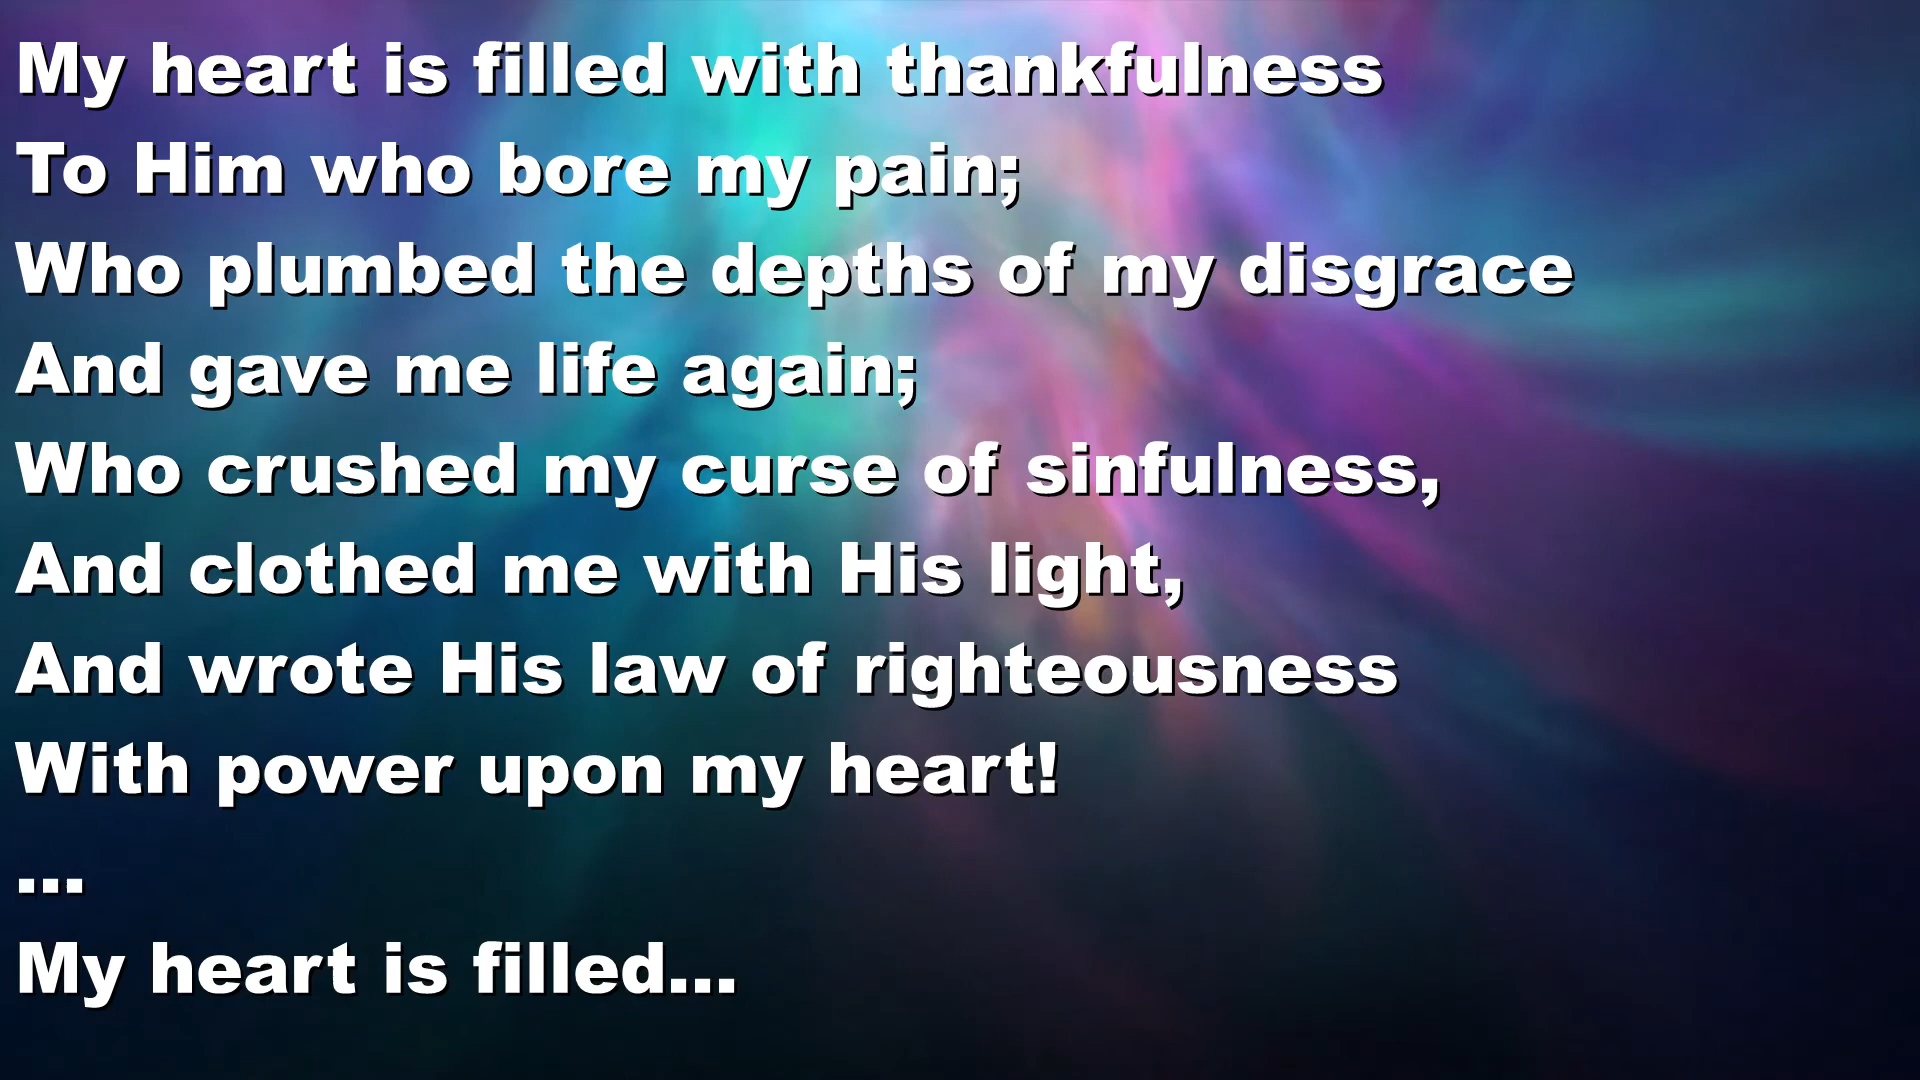 My heart is filled with thankfulness
To Him who bore my pain;
Who plumbed the depths of my disgrace
And gave me life again;
Who crushed my curse of sinfulness,
And clothed me with His light,
And wrote His law of righteousness
With power upon my heart!
...
My heart is filled...